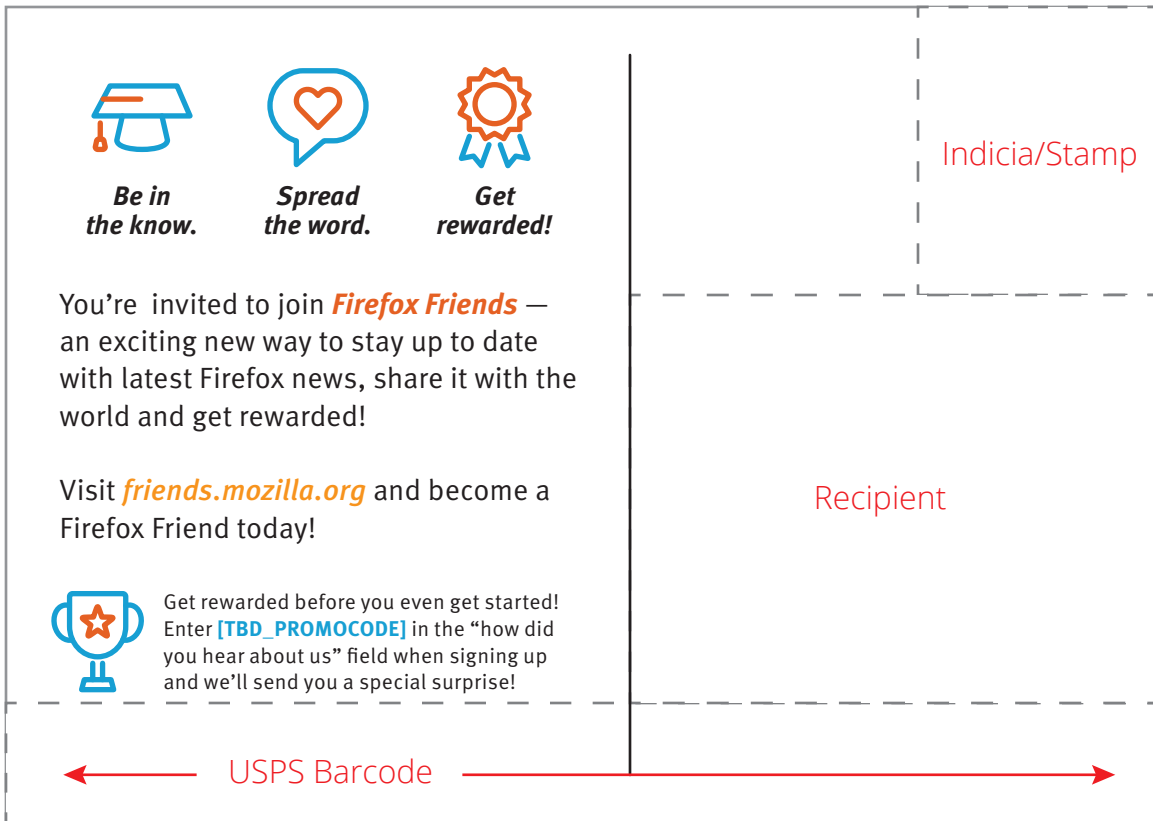 Be in
the know.
Spread
the word.
Get
rewarded!
You're  invited to join Firefox Friends —
an exciting new way to stay up to date
with latest Firefox news, share it with the
world and get rewarded!
Visit friends.mozilla.org and become a
Firefox Friend today!
Get rewarded before you even get started!
Enter [TBD_PROMOCODE] in the “how did
you hear about us” field when signing up
and we'll send you a special surprise!
Indicia/Stamp
Recipient
USPS Barcode